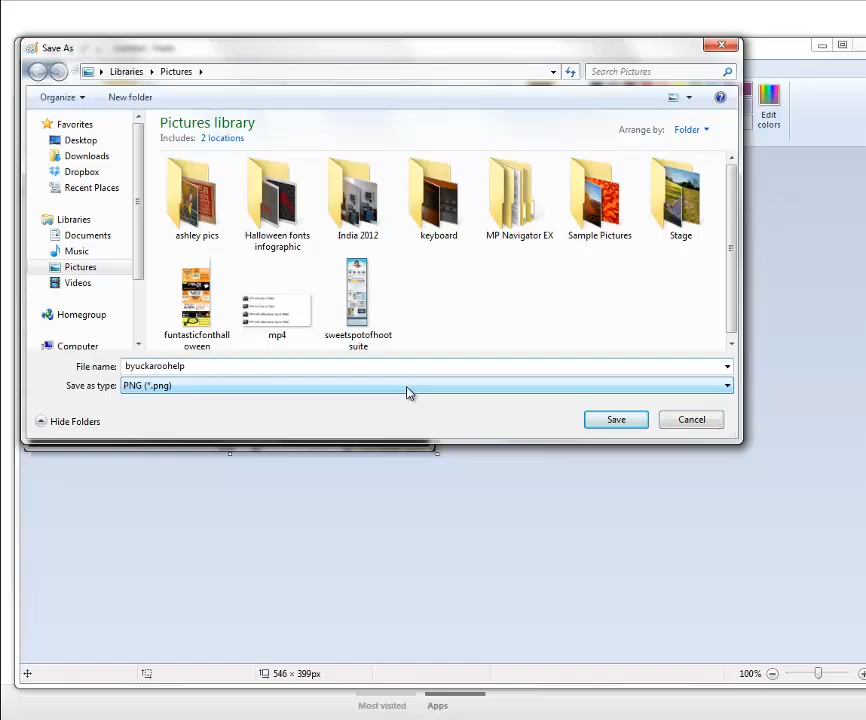 Save As
Libraries Pictures
Search Pictures
Organize New folder
Edit
colors
Favorites
Desktop
Downloads
Dropbox
Recent Places
Libraries
Documents
Music
Pictures
Videos
Homegroup
Computer
Pictures library
Includes: 2 locations
Arrange by: Folder
ashley pics
Halloween fonts
infographic
India 2012
keyboard
MP Navigator EX
Sample Pictures
Stage
funtasticfonthall
oween
mp4
sweetspotofhoot
suite
File name: byuckaroohelp
Save as type: PNG (*.png)
Hide Folders
Save
Cancel
546 × 399px
100%
Most visited
Apps